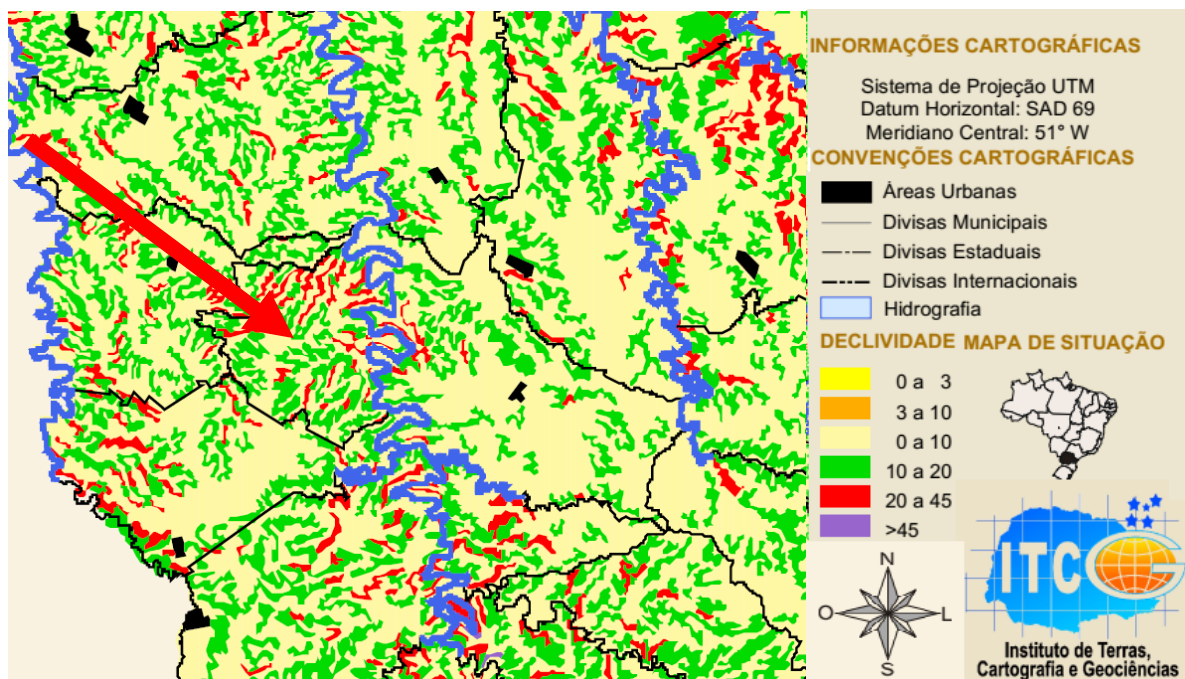 INFORMAÇÕES CARTOGRÁFICAS
Sistema de Projeção UTM
Datum Horizontal: SAD 69
Meridiano Central: 51° W
CONVENÇÕES CARTOGRÁFICAS
Àreas Urbanas
Divisas Municipais
Divisas Estaduais
Divisas Internacionais
Hidrografia
DECLIVIDADE MAPA DE SITUAÇÃO
0 a 3
3 a 10
0 a 10
10 a 20
20 a 45
>45
N
O
L
S
ITCG
Instituto de Terras,
Cartografia e Geociências